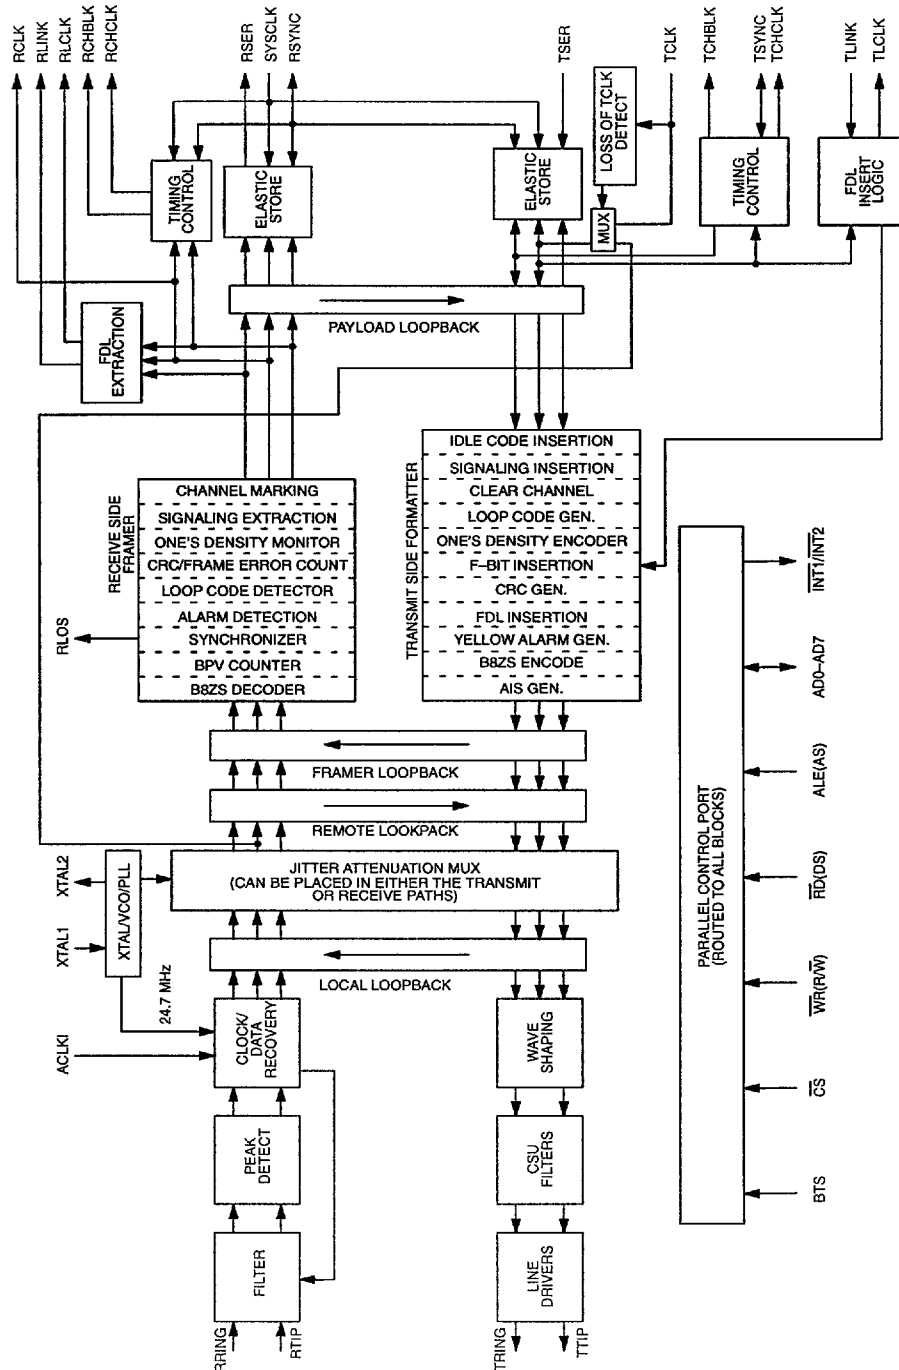 RCLK
RLINK
RLCLK
RCHBLK
RCHCLK
RSER
SYSCLK
RSYNC
TSER
TCLK
TCHBLK
TSYNC
TCHCLK
TLINK
TLCLK
TIMING
CONTROL
ELASTIC
STORE
ELASTIC
STORE
LOSS OF TCLK
DETECT
MUX
TIMING
CONTROL
FDL
INSERT
LOGIC
PAYLOAD LOOPBACK
FDL
EXTRACTION
RECEIVE SIDE
FRAMER
CHANNEL MARKING
SIGNALING EXTRACTION
ONE'S DENSITY MONITOR
CRC/FRAME ERROR COUNT
LOOP CODE DETECTOR
ALARM DETECTION
SYNCHRONIZER
BPV COUNTER
B8ZS DECODER
RLOS
TRANSMIT SIDE FORMATTER
IDLE CODE INSERTION
SIGNALING INSERTION
CLEAR CHANNEL
LOOP CODE GEN.
ONE'S DENSITY ENCODER
F–BIT INSERTION
CRC GEN.
FDL INSERTION
YELLOW ALARM GEN.
B8ZS ENCODE
AIS GEN.
FRAMER LOOPBACK
REMOTE LOOKPACK
JITTER ATTENUATION MUX
(CAN BE PLACED IN EITHER THE TRANSMIT
OR RECEIVE PATHS)
XTAL2
XTAL1
XTAL/VCO/PLL
24.7 MHz
LOCAL LOOPBACK
ACLKI
CLOCK/
DATA
RECOVERY
WAVE
SHAPING
PEAK
DETECT
CSU
FILTERS
FILTER
LINE
DRIVERS
RRING
RTIP
TRING
TTIP
PARALLEL CONTROL PORT
(ROUTED TO ALL BLOCKS)
I̅N̅T̅1̅/I̅N̅T̅2̅
AD0–AD7
ALE(AS)
R̅D̅(DS)
W̅R̅(R/W̅)
C̅S̅
BTS